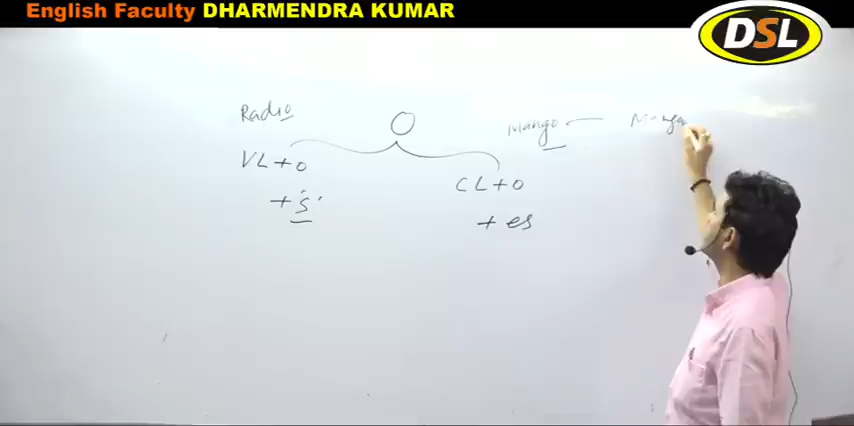 English Faculty DHARMENDRA KUMAR
DSL
Radio
O
Mango
VL + o
CL + o
+ 's'
+ es